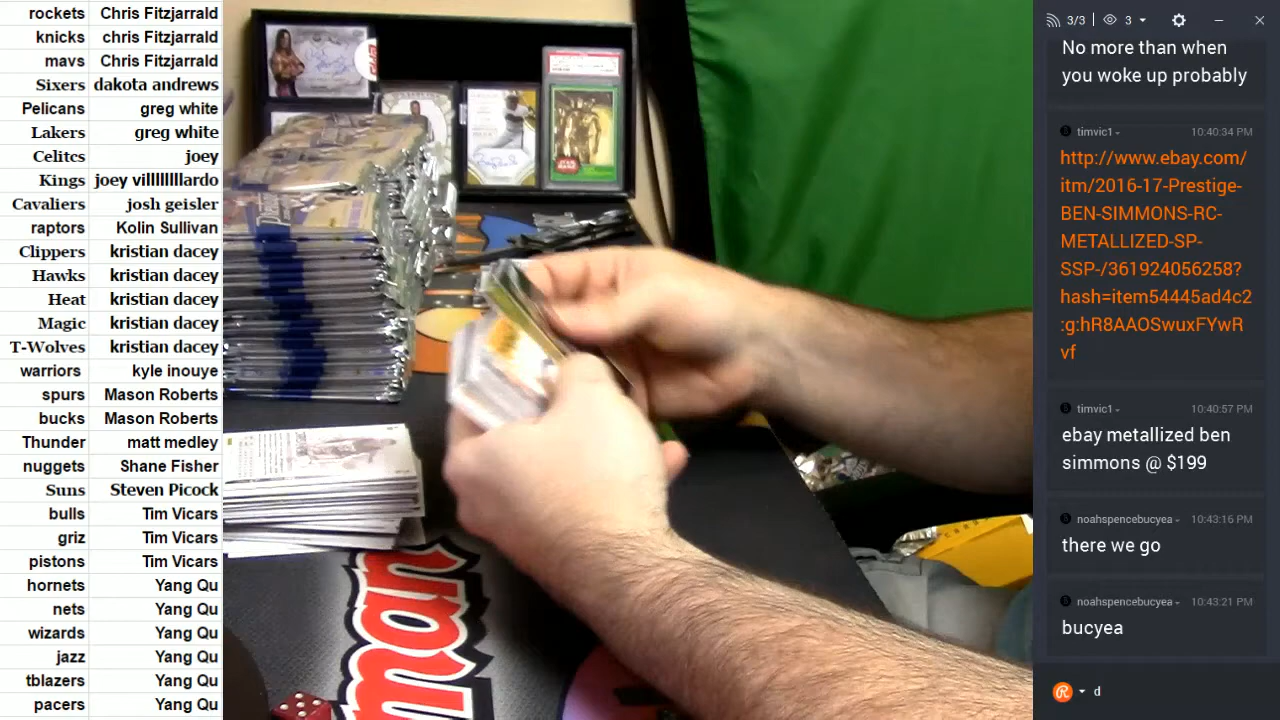 rockets Chris Fitzjarrald
knicks chris Fitzjarrald
mavs Chris Fitzjarrald
Sixers dakota andrews
Pelicans greg white
Lakers greg white
Celitcs joey
Kings joey villlllllllardo
Cavaliers josh geisler
raptors Kolin Sullivan
Clippers kristian dacey
Hawks kristian dacey
Heat kristian dacey
Magic kristian dacey
T-Wolves kristian dacey
warriors kyle inouye
spurs Mason Roberts
bucks Mason Roberts
Thunder matt medley
nuggets Shane Fisher
Suns Steven Picock
bulls Tim Vicars
griz Tim Vicars
pistons Tim Vicars
hornets Yang Qu
nets Yang Qu
wizards Yang Qu
jazz Yang Qu
tblazers Yang Qu
pacers Yang Qu
3/3 3
No more than when
you woke up probably
timvic1 10:40:34 PM
http://www.ebay.com/
itm/2016-17-Prestige-
BEN-SIMMONS-RC-
METALLIZED-SP-
SSP-/361924056258?
hash=item54445ad4c2
:g:hR8AAOSwuxFYwR
vf
timvic1 10:40:57 PM
ebay metallized ben
simmons @ $199
noahspencebucyea 10:43:16 PM
there we go
noahspencebucyea 10:43:21 PM
bucyea
d